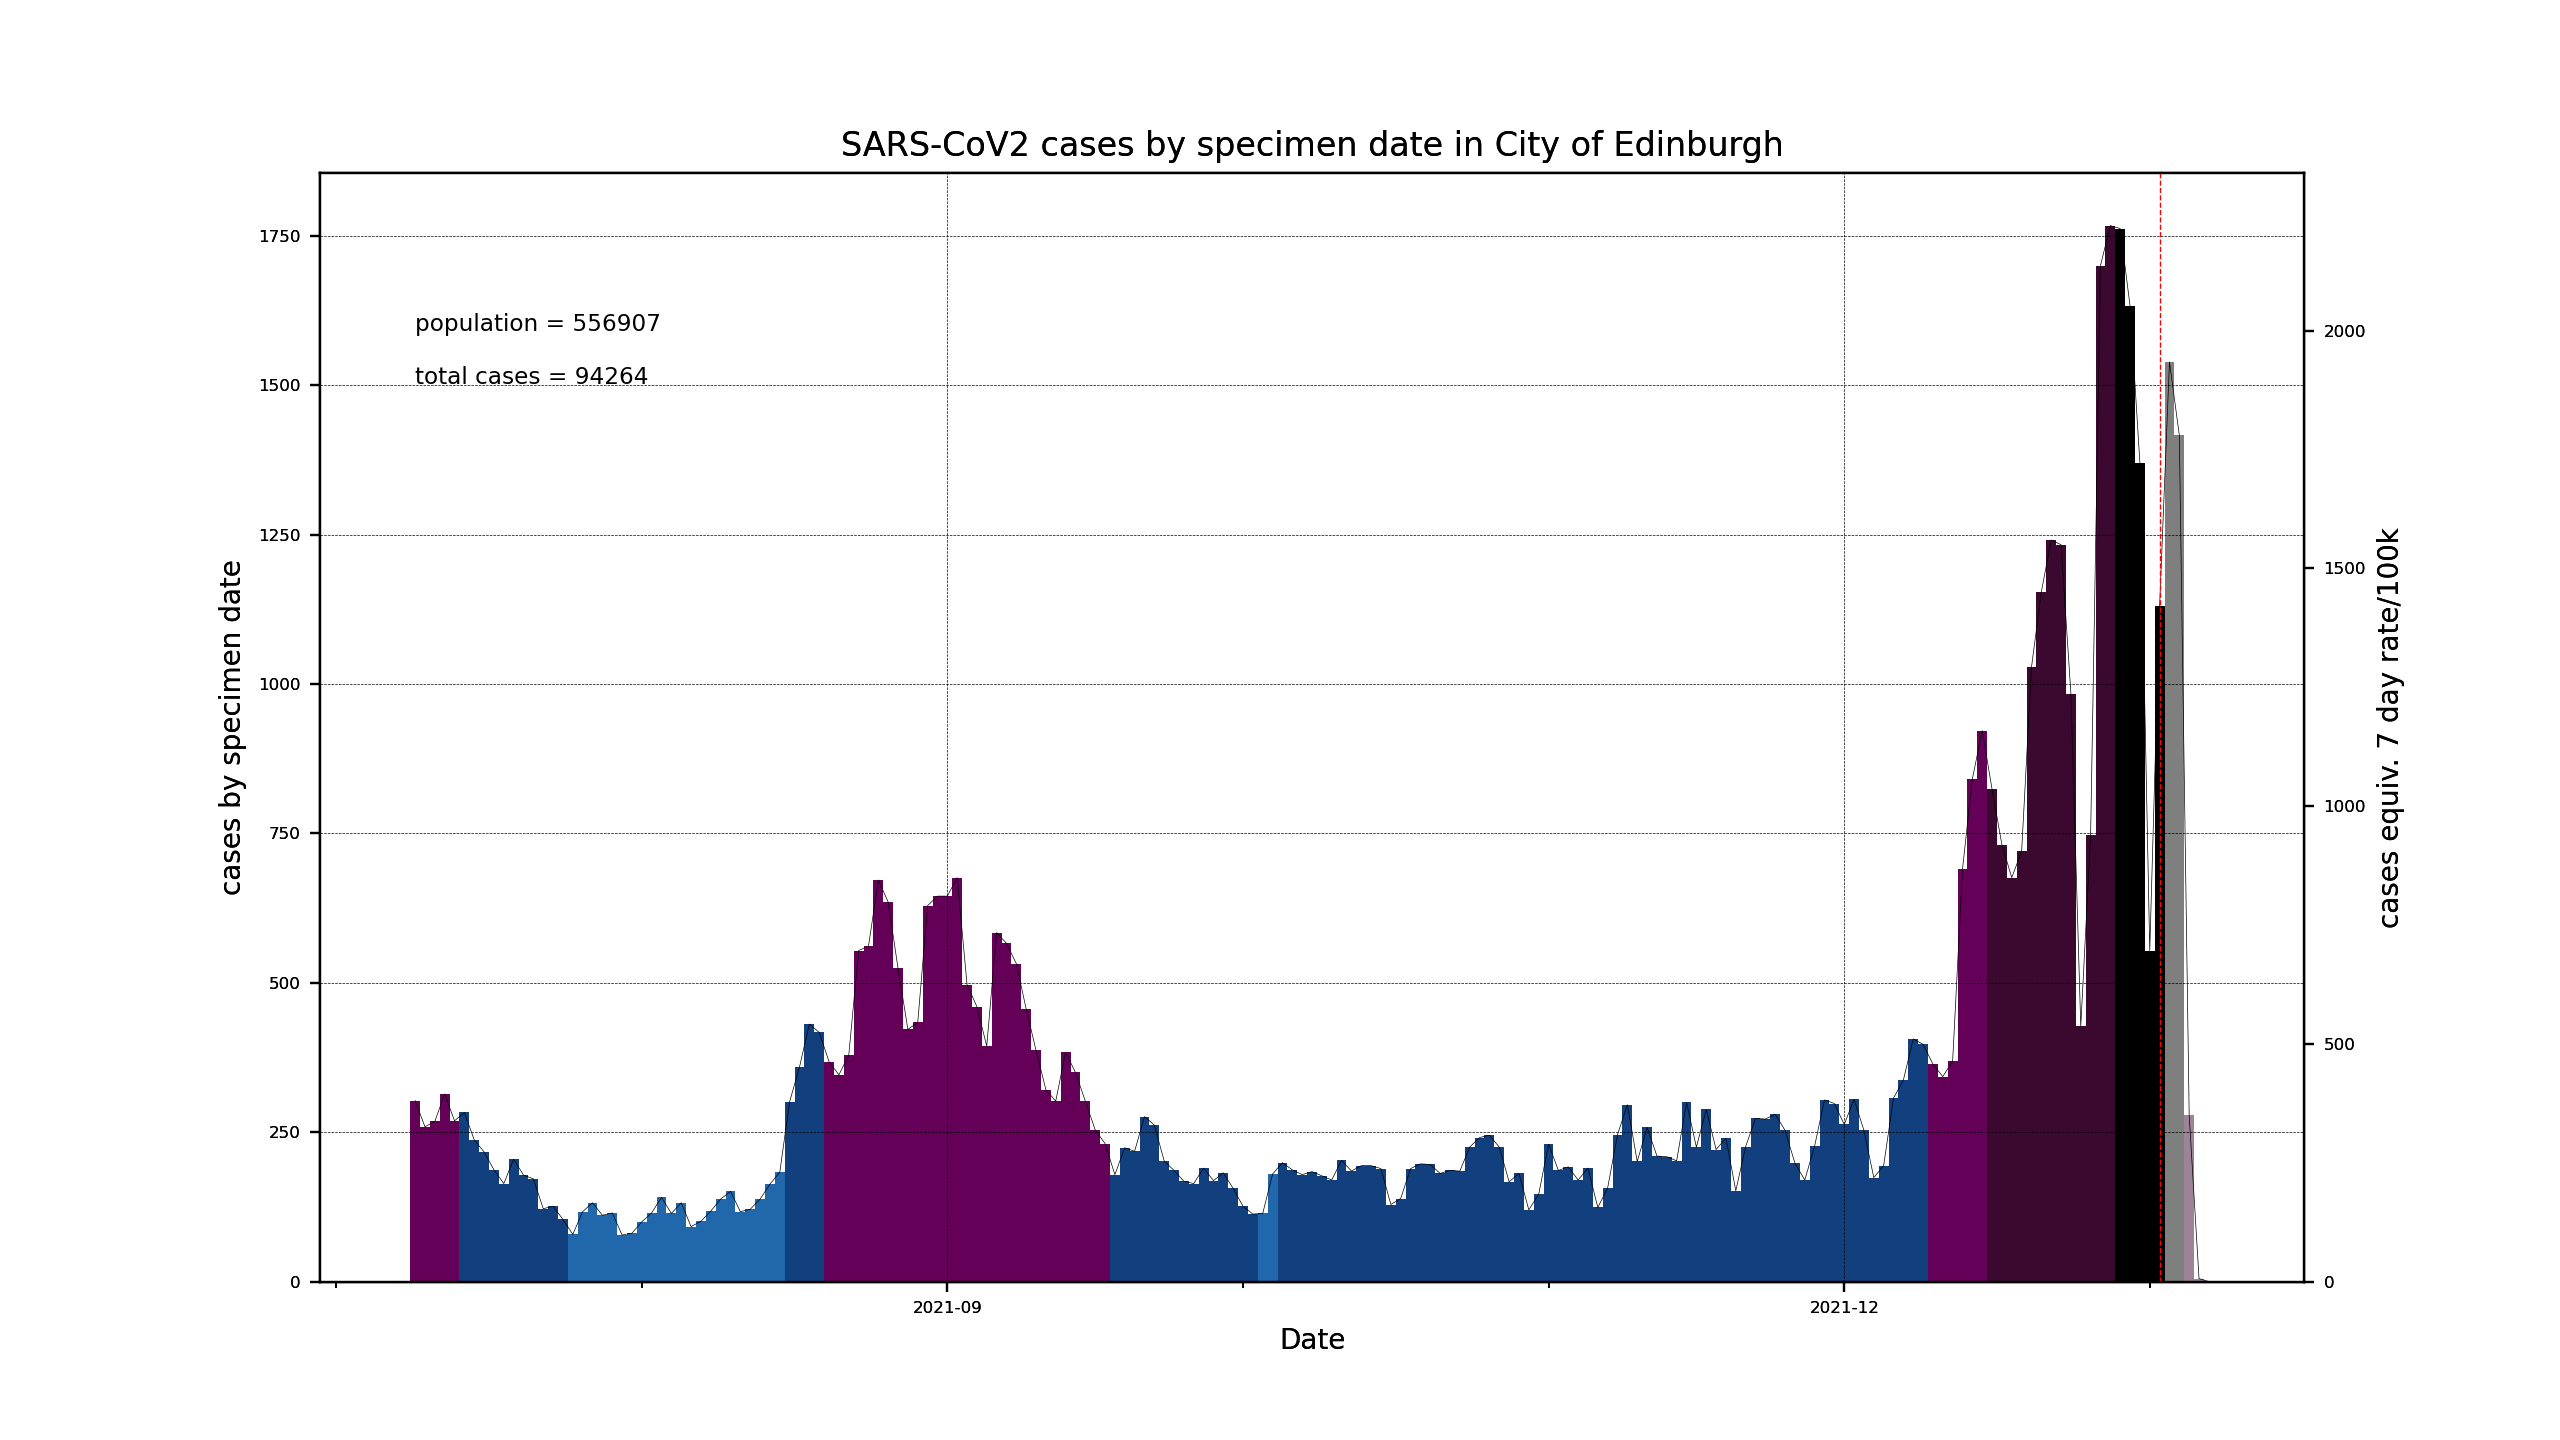 SARS-CoV2 cases by specimen date in City of Edinburgh
population = 556907
total cases = 94264
cases by specimen date
1750
1500
1250
1000
750
500
250
0
2000
1500
1000
500
0
cases equiv. 7 day rate/100k
2021-09
2021-12
Date